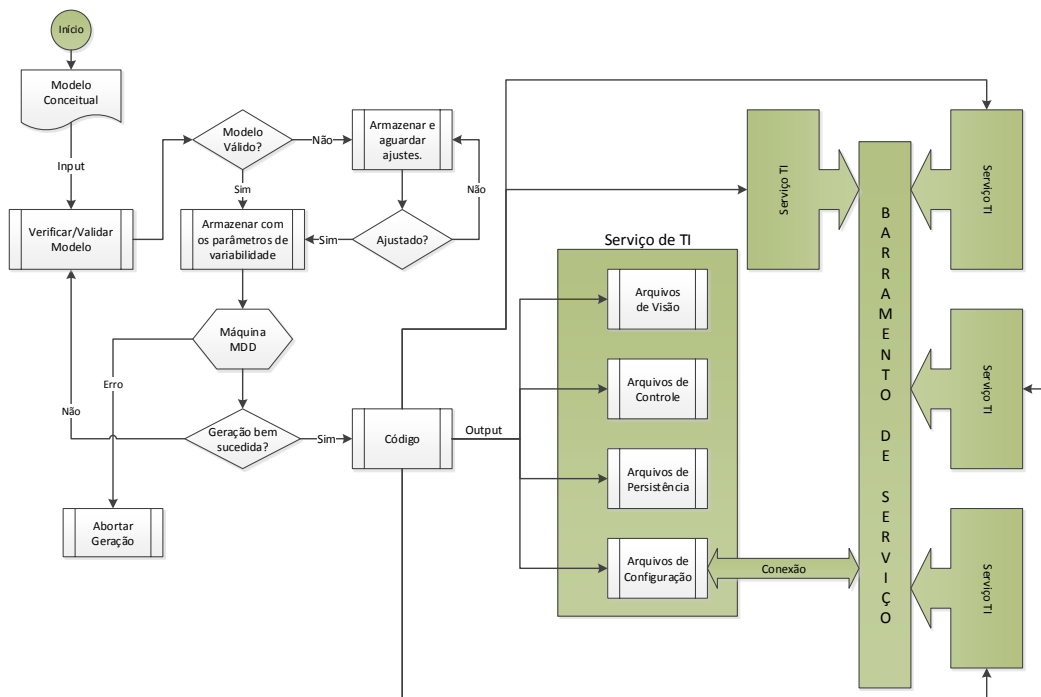 Início
Modelo
Conceitual
Input
Verificar/Validar
Modelo
Modelo
Válido?
Não
Armazenar e
aguardar
ajustes.
Não
Sim
Armazenar com
os parâmetros de
variabilidade
Sim
Ajustado?
Máquina
MDD
Erro
Não
Geração bem
sucedida?
Sim
Código
Output
Abortar
Geração
Serviço de TI
Arquivos
de Visão
Arquivos de
Controle
Arquivos de
Persistência
Arquivos de
Configuração
Conexão
Serviço TI
BARRAMENTO DE SERVIÇO
Serviço TI
Serviço TI
Serviço TI